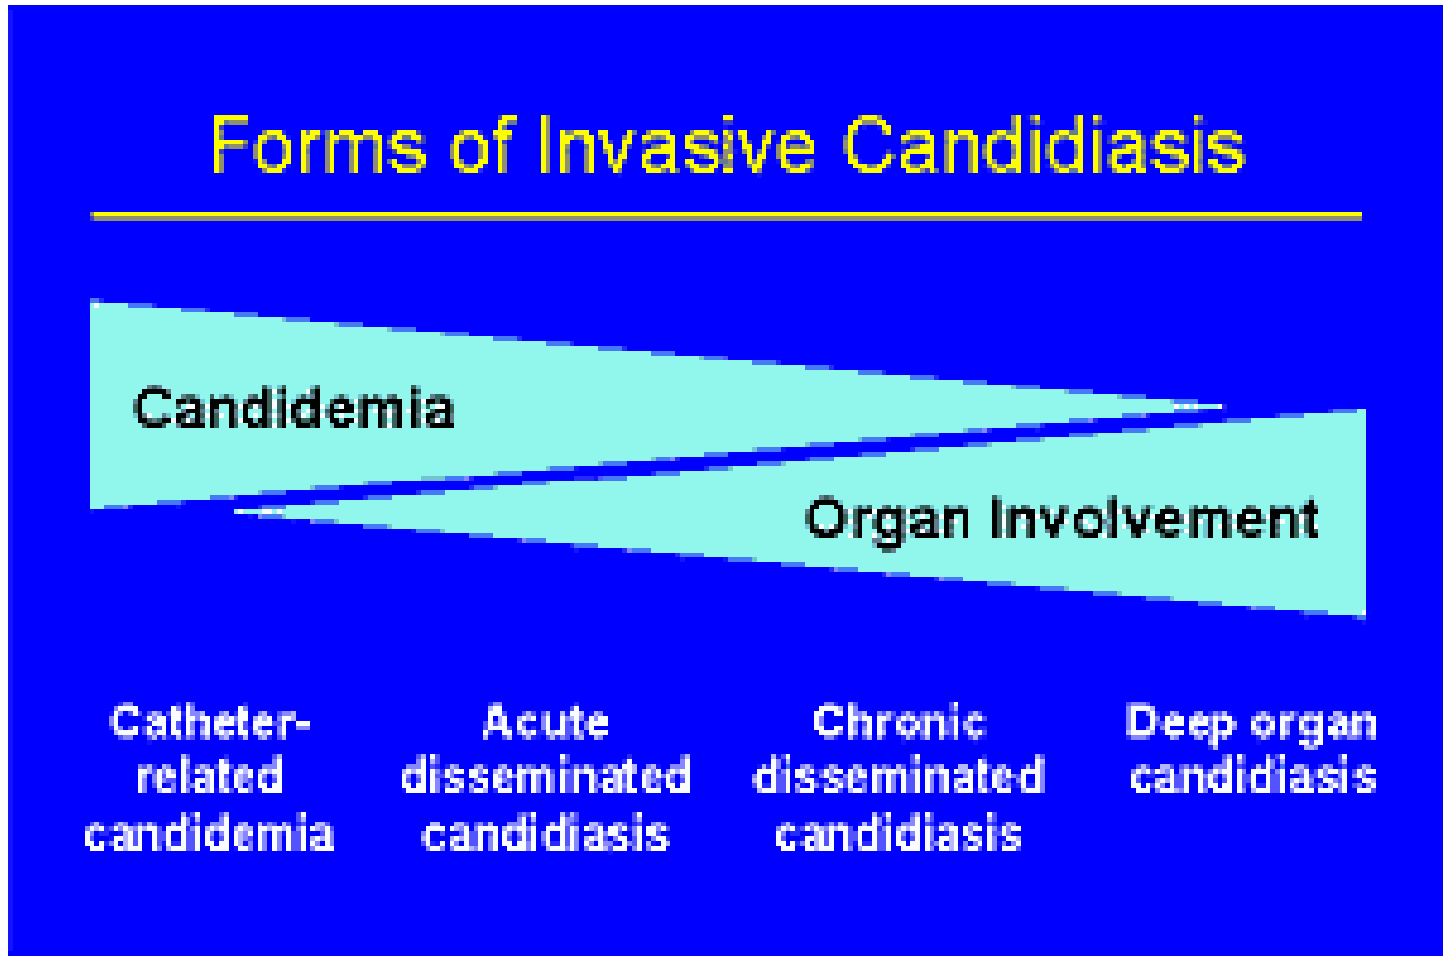 Forms of Invasive Candidiasis
Candidemia
Organ Involvement
Catheter-
related
candidemia
Acute
disseminated
candidiasis
Chronic
disseminated
candidiasis
Deep organ
candidiasis